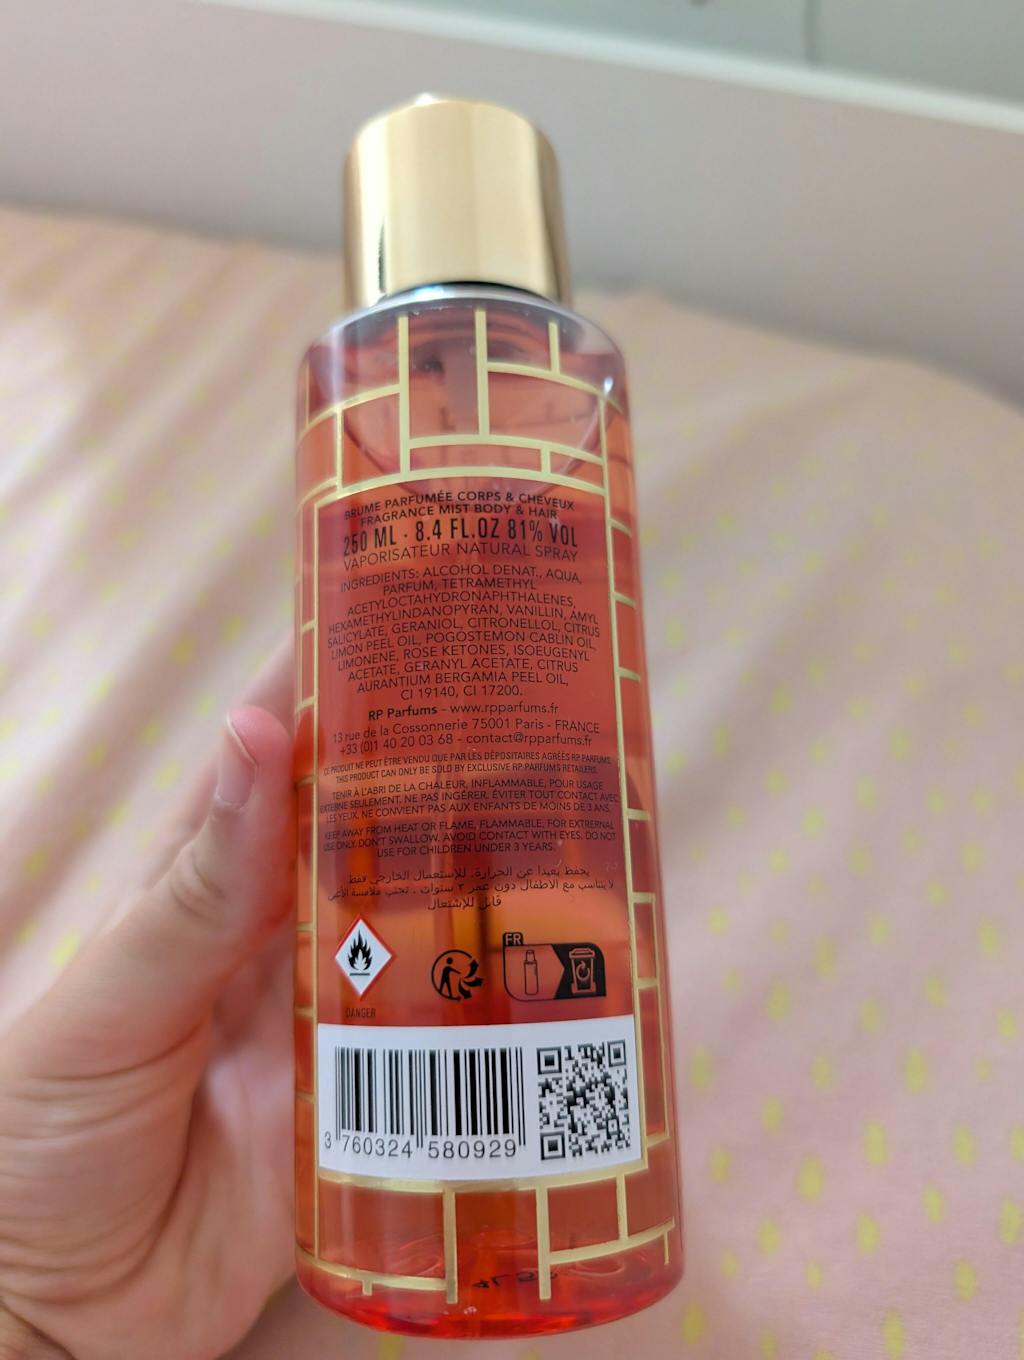 BRUME PARFUMÉE CORPS & CHEVEUX
FRAGRANCE MIST BODY & HAIR
250 ML - 8.4 FL.OZ 81% VOL
VAPORISATEUR NATURAL SPRAY
INGREDIENTS: ALCOHOL DENAT., AQUA,
PARFUM, TETRAMETHYL
ACETYLOCTAHYDRONAPHTHALENES,
HEXAMETHYLINDANOPYRAN, VANILLIN, AMYL
SALICYLATE, GERANIOL, CITRONELLOL, CITRUS
LIMON PEEL OIL, POGOSTEMON CABLIN OIL,
LIMONENE, ROSE KETONES, ISOEUGENYL
ACETATE, GERANYL ACETATE, CITRUS
AURANTIUM BERGAMIA PEEL OIL,
CI 19140, CI 17200.
RP Parfums - www.rpparfums.fr
13 rue de la Cossonnerie 75001 Paris - FRANCE
+33 (0)1 40 20 03 68 - contact@rpparfums.fr
CE PRODUIT NE PEUT ÊTRE VENDU QUE PAR LES DÉPOSITAIRES AGRÉÉS RP PARFUMS.
THIS PRODUCT CAN ONLY BE SOLD BY EXCLUSIVE RP PARFUMS RETAILERS.
TENIR À L'ABRI DE LA CHALEUR, INFLAMMABLE, POUR USAGE
EXTERNE SEULEMENT. NE PAS INGÉRER. ÉVITER TOUT CONTACT AVEC
LES YEUX. NE CONVIENT PAS AUX ENFANTS DE MOINS DE 3 ANS.
KEEP AWAY FROM HEAT OR FLAME, FLAMMABLE, FOR EXTRERNAL
USE ONLY. DON'T SWALLOW. AVOID CONTACT WITH EYES. DO NOT
USE FOR CHILDREN UNDER 3 YEARS.
يحفظ بعيدا عن الحرارة. للإستعمال الخارجي فقط
لا يتناسب مع الاطفال دون عمر ٣ سنوات . تجنب ملامسة الأعين
قابل للإشتعال
FR
DANGER
3 760324 580929